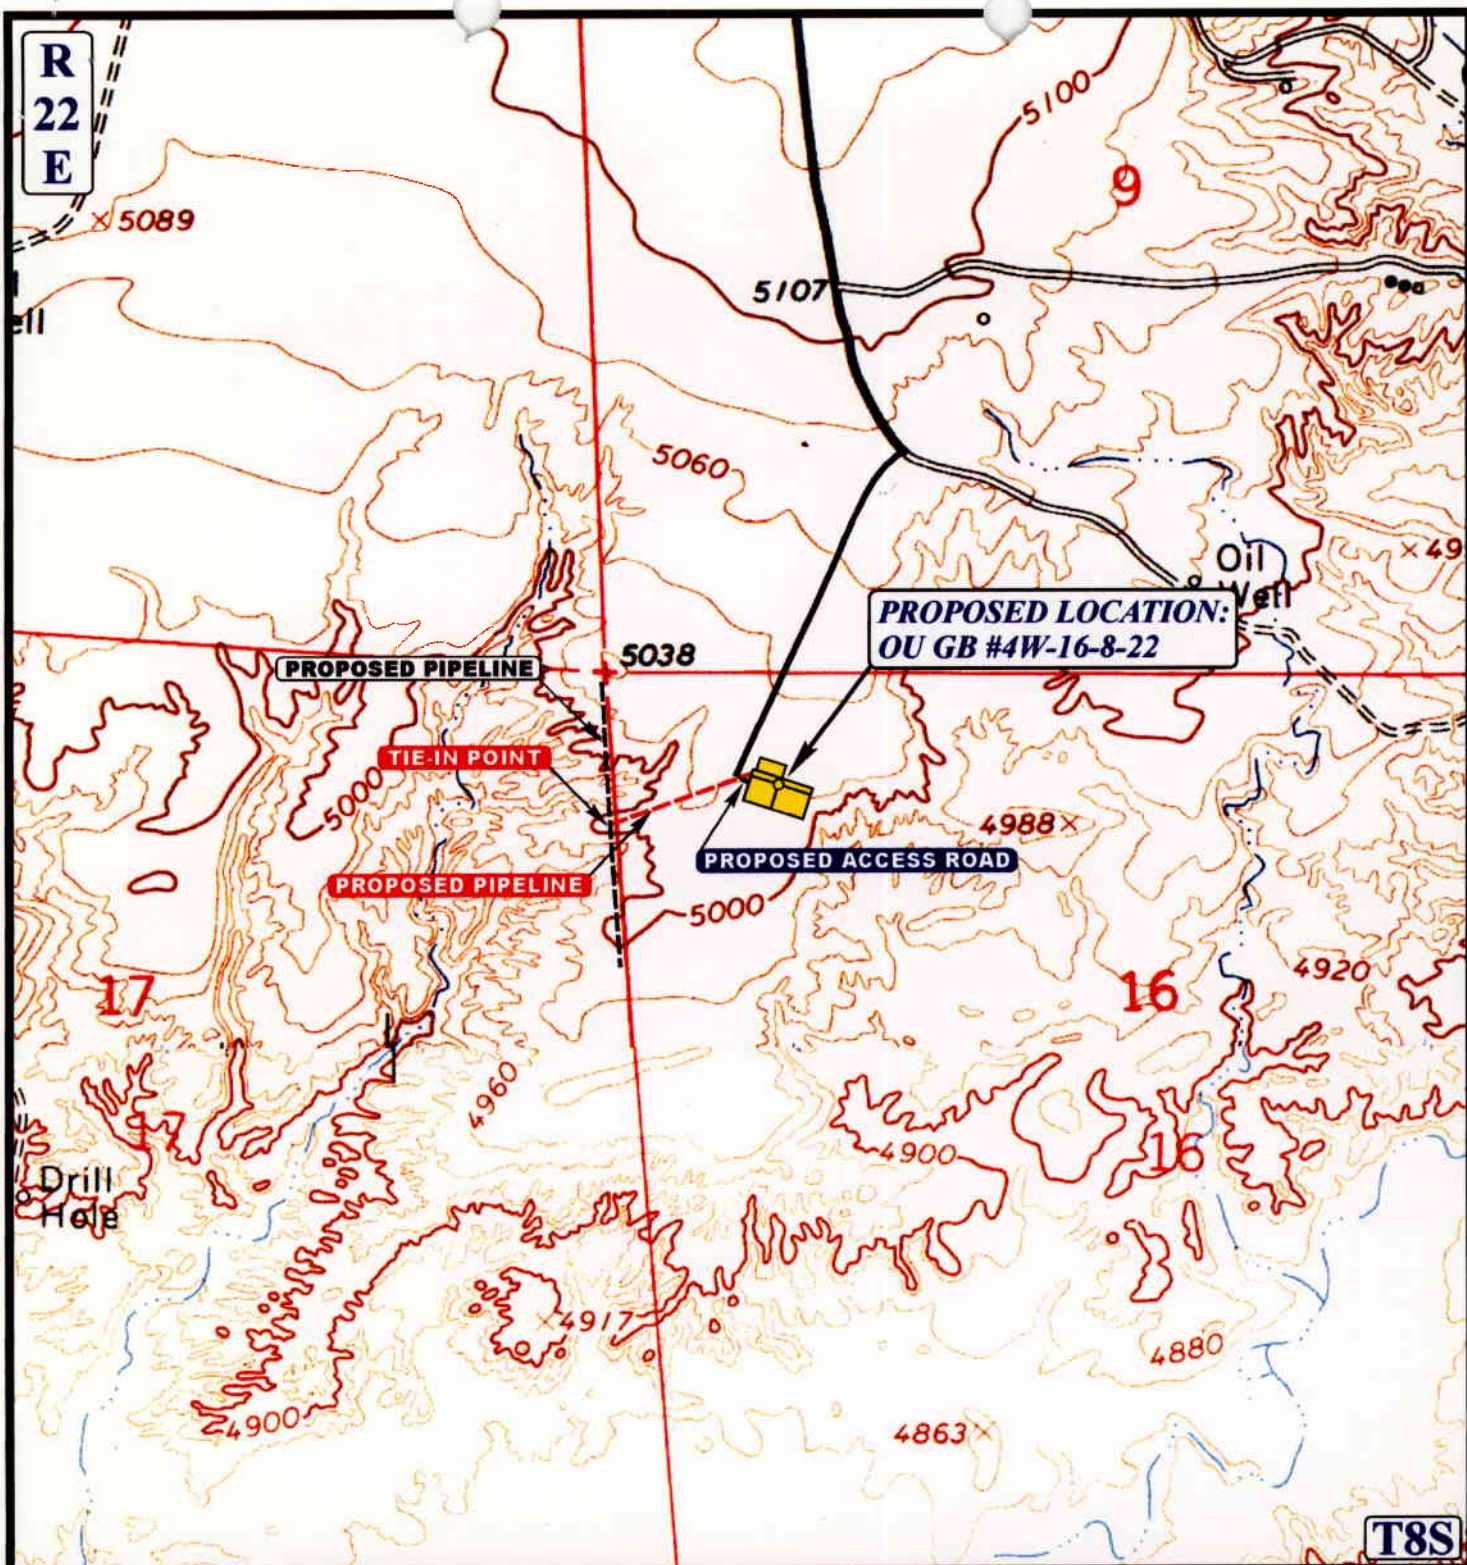 R
22
E
5100
9
5089
5107
ell
5060
Oil
Well
49
PROPOSED LOCATION:
OU GB #4W-16-8-22
5038
PROPOSED PIPELINE
TIE-IN POINT
5000
4988
PROPOSED ACCESS ROAD
PROPOSED PIPELINE
5000
17
16
4920
4960
17
16
4900
Drill
Hole
4917
4880
4900
4863
T8S